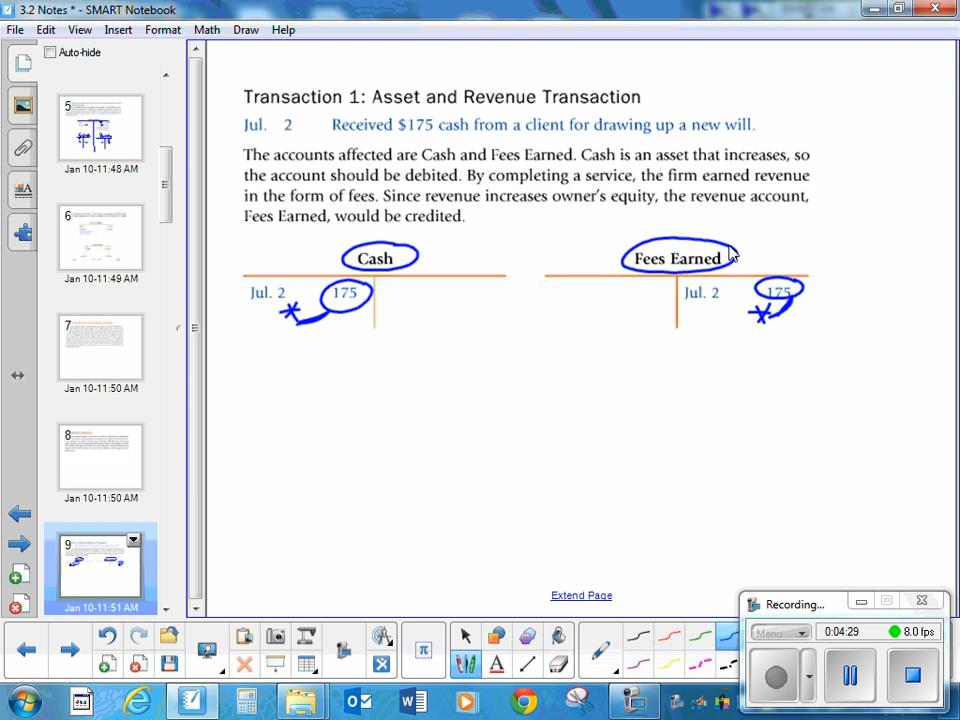 3.2 Notes * - SMART Notebook
File Edit View Insert Format Math Draw Help
Auto-hide
5
Jan 10-11:48 AM
6
Jan 10-11:49 AM
7
Jan 10-11:50 AM
8
Jan 10-11:50 AM
9
Jan 10-11:51 AM
Transaction 1: Asset and Revenue Transaction
Jul. 2 Received $175 cash from a client for drawing up a new will.
The accounts affected are Cash and Fees Earned. Cash is an asset that increases, so
the account should be debited. By completing a service, the firm earned revenue
in the form of fees. Since revenue increases owner's equity, the revenue account,
Fees Earned, would be credited.
Cash Fees Earned
Jul. 2 175 Jul. 2 175
Extend Page
Recording...
Menu 0:04:29 8.0 fps